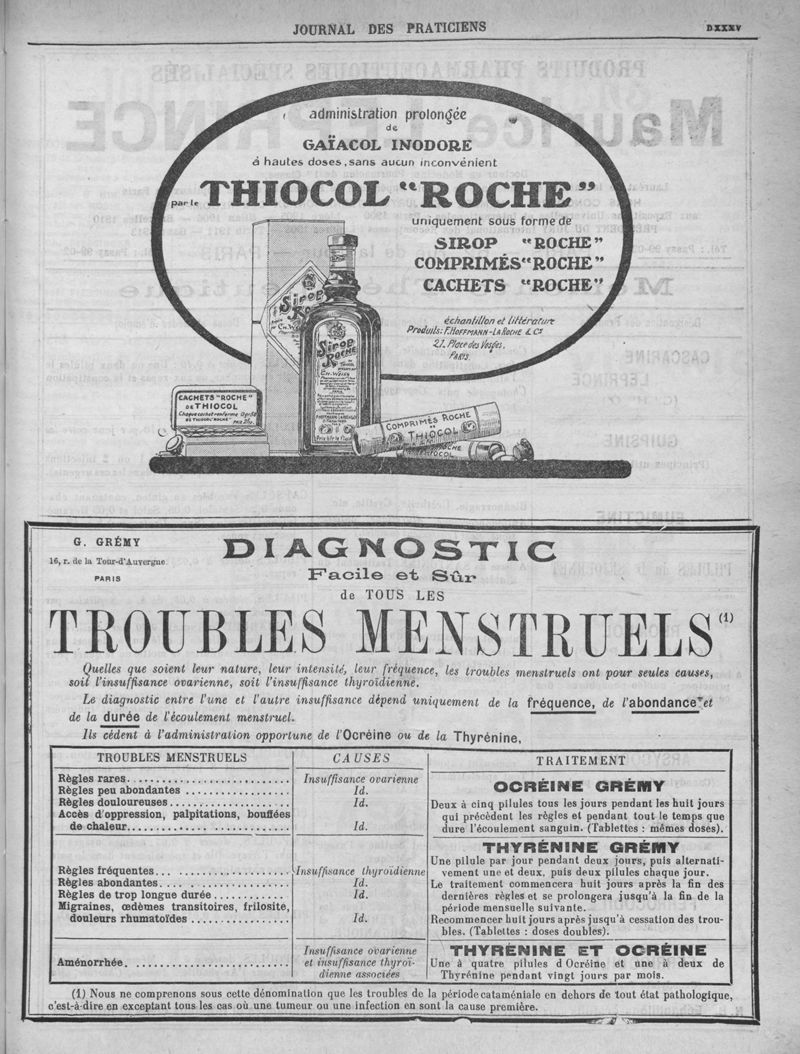 JOURNAL DES PRATICIENS
DXXXV
administration prolongée
de
GAÏACOL INODORE
à hautes doses, sans aucun inconvénient
par le THIOCOL "ROCHE"
uniquement sous forme de
SIROP "ROCHE"
COMPRIMÉS "ROCHE"
CACHETS "ROCHE"
échantillon et littérature
Produits: F. HOFFMANN-LA ROCHE & Cie
21. Place des Vosges.
PARIS.
Sirop
Roche
Sirop
ROCHE
CACHETS "ROCHE"
DE THIOCOL
COMPRIMÉS ROCHE
THIOCOL
G. GRÉMY
16, r. de la Tour-d'Auvergne
PARIS
DIAGNOSTIC
Facile et Sûr
de TOUS LES
TROUBLES MENSTRUELS (1)
Quelles que soient leur nature, leur intensité, leur fréquence, les troubles menstruels ont pour seules causes,
soit l'insuffisance ovarienne, soit l'insuffisance thyroïdienne.
Le diagnostic entre l'une et l'autre insuffisance dépend uniquement de la fréquence, de l'abondance et
de la durée de l'écoulement menstruel.
Ils cèdent à l'administration opportune de l'Ocréine ou de la Thyrénine,
TROUBLES MENSTRUELS
CAUSES
TRAITEMENT
Règles rares
Insuffisance ovarienne
Règles peu abondantes
Id.
Règles douloureuses
Id.
Accès d'oppression, palpitations, bouffées
de chaleur
Id.
OCRÉINE GRÉMY
Deux à cinq pilules tous les jours pendant les huit jours
qui précèdent les règles et pendant tout le temps que
dure l'écoulement sanguin. (Tablettes : mêmes doses).
Règles fréquentes
Insuffisance thyroïdienne
Règles abondantes
Id.
Règles de trop longue durée
Id.
Migraines, œdèmes transitoires, frilosité,
douleurs rhumatoïdes
Id.
THYRÉNINE GRÉMY
Une pilule par jour pendant deux jours, puis alternati-
vement une et deux, puis deux pilules chaque jour.
Le traitement commencera huit jours après la fin des
dernières règles et se prolongera jusqu'à la fin de la
période mensuelle suivante.
Recommencer huit jours après jusqu'à cessation des trou-
bles. (Tablettes : doses doubles).
Aménorrhée
Insuffisance ovarienne
et insuffisance thyroï-
dienne associées
THYRÉNINE ET OCRÉINE
Une à quatre pilules d Ocréine et une à deux de
Thyrénine pendant vingt jours par mois.
(1) Nous ne comprenons sous cette dénomination que les troubles de la période cataméniale en dehors de tout état pathologique,
c'est-à-dire en exceptant tous les cas où une tumeur ou une infection en sont la cause première.